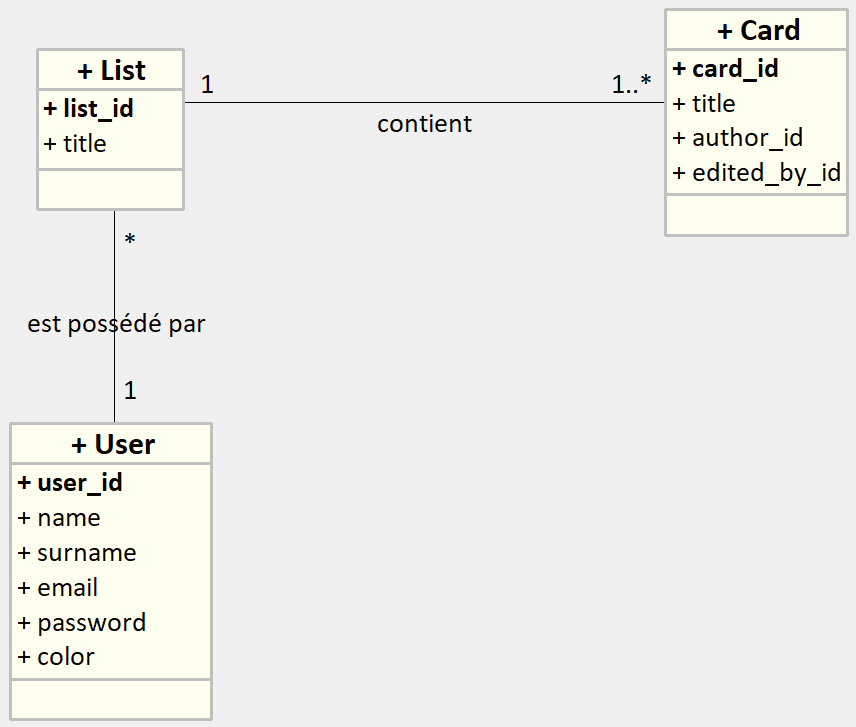 + List
+ list_id
+ title
1
1..*
contient
+ Card
+ card_id
+ title
+ author_id
+ edited_by_id
*
est possédé par
1
+ User
+ user_id
+ name
+ surname
+ email
+ password
+ color